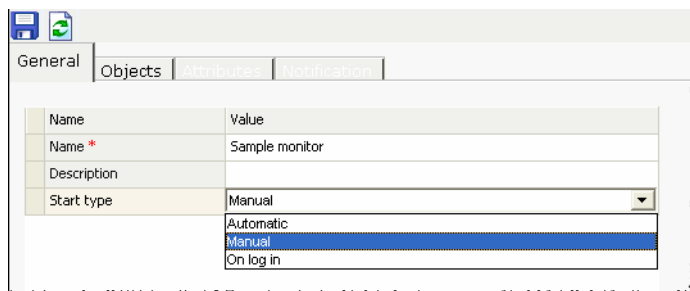 General Objects Attributes Notification
Name Value
Name * Sample monitor
Description
Start type Manual
Automatic
Manual
On log in